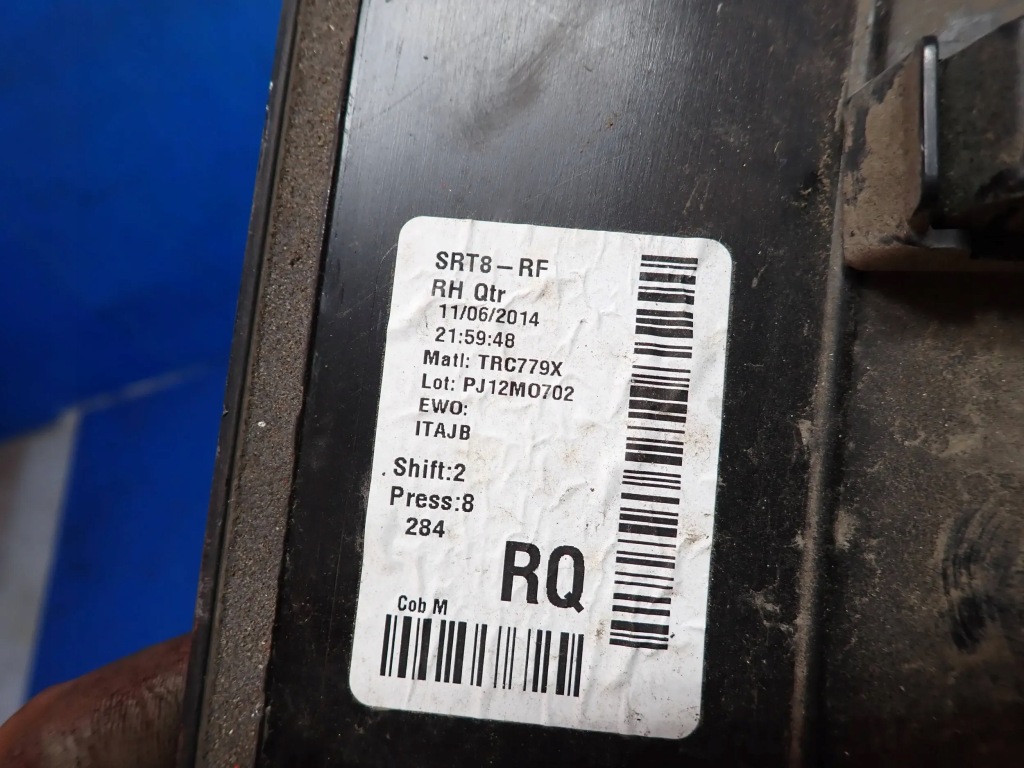 SRT8-RF
RH Qtr
11/06/2014
21:59:48
Matl: TRC779X
Lot: PJ12MO702
EWO:
ITAJB
Shift:2
Press:8
284
RQ
Cob M